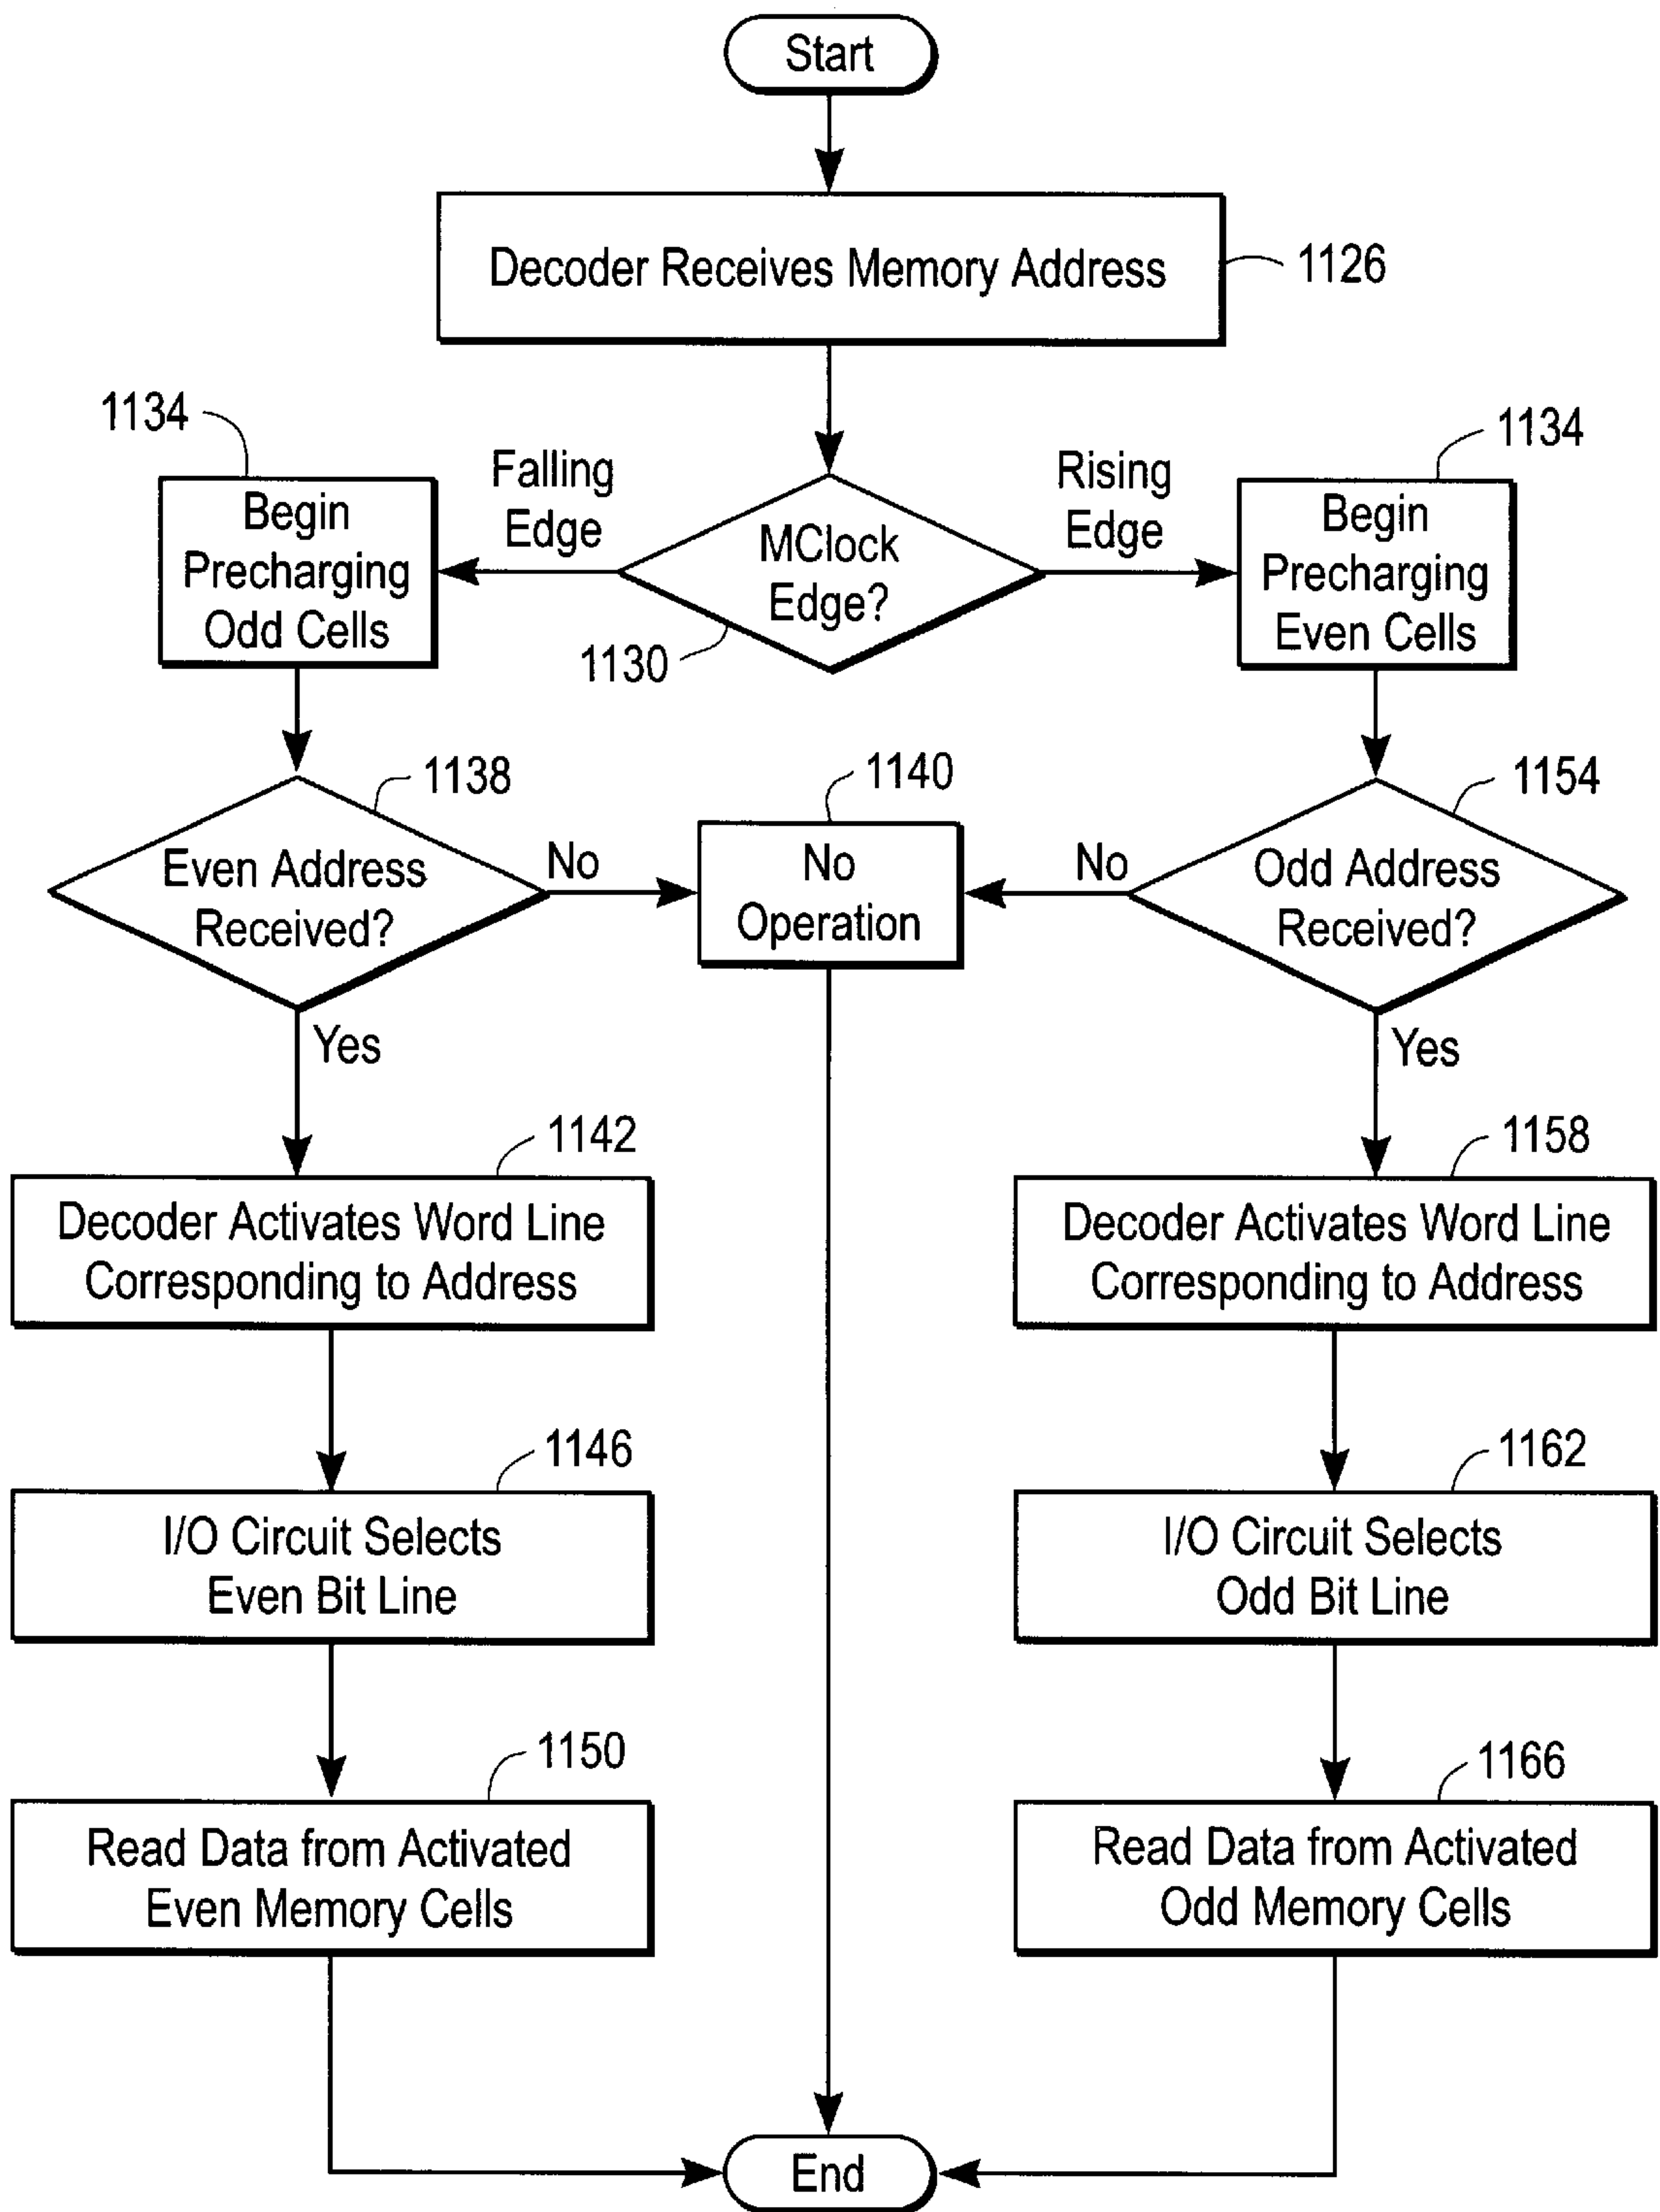 Start
Decoder Receives Memory Address
1126
1134
Falling
Edge
Rising
Edge
1134
Begin
Precharging
Odd Cells
MClock
Edge?
1130
Begin
Precharging
Even Cells
1138
1140
1154
Even Address
Received?
No
No
Operation
No
Odd Address
Received?
Yes
Yes
1142
1158
Decoder Activates Word Line
Corresponding to Address
Decoder Activates Word Line
Corresponding to Address
1146
1162
I/O Circuit Selects
Even Bit Line
I/O Circuit Selects
Odd Bit Line
1150
1166
Read Data from Activated
Even Memory Cells
Read Data from Activated
Odd Memory Cells
End